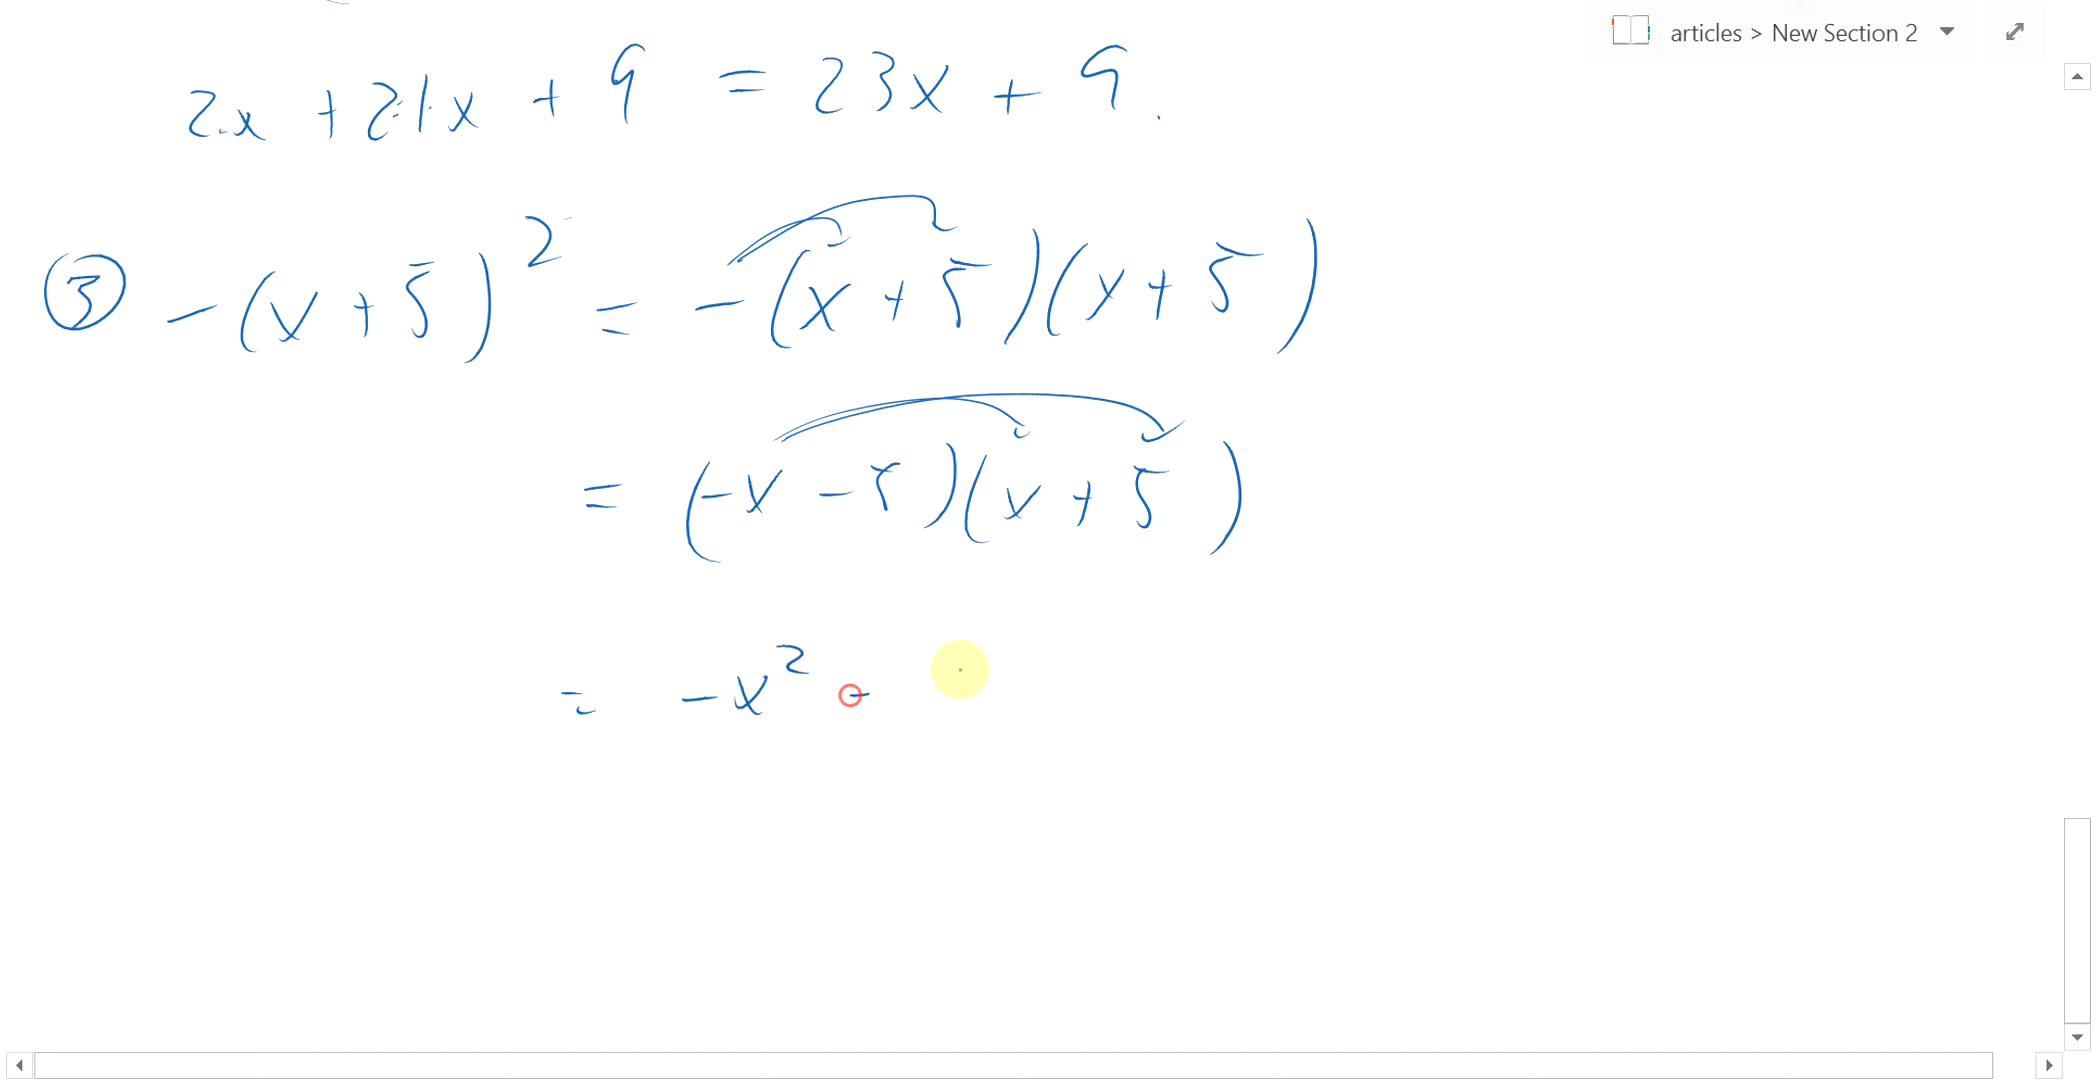 articles > New Section 2
2x + 21x + 9 = 23x + 9.
③ -(x + 5)² = -(x + 5)(x + 5)
= (-x - 5)(x + 5)
= -x² -